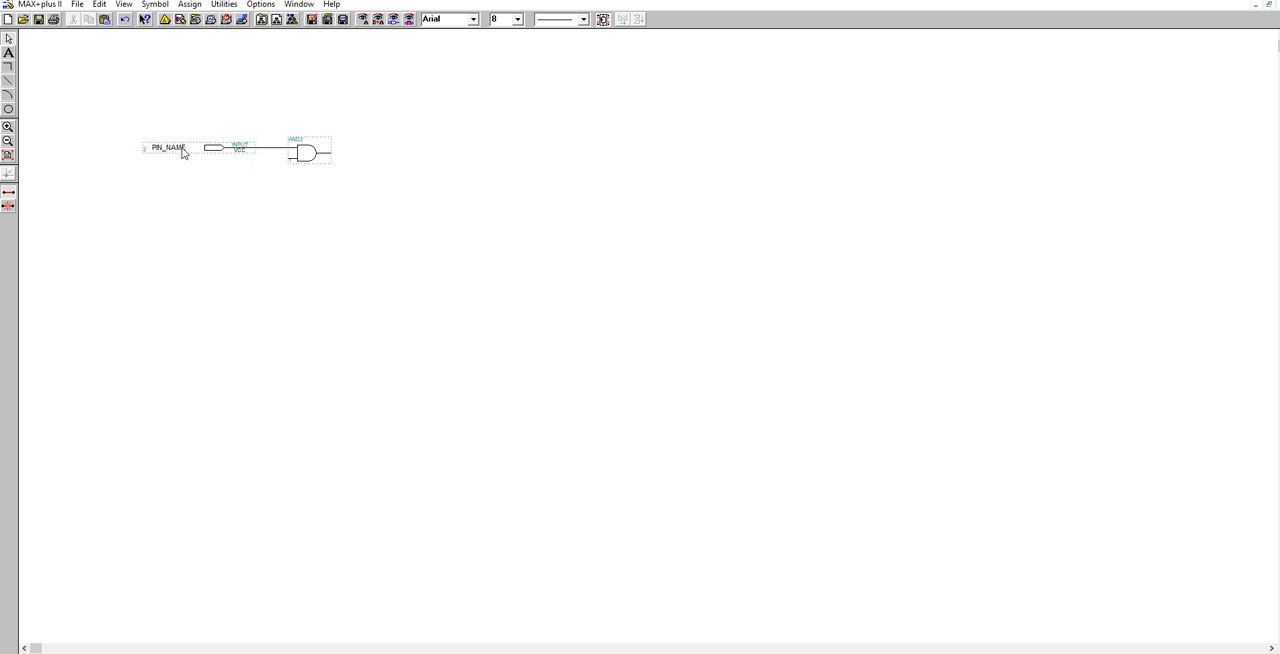 MAX+plus II File Edit View Symbol Assign Utilities Options Window Help
Arial 8
AND2
PIN_NAME INPUT
VCC